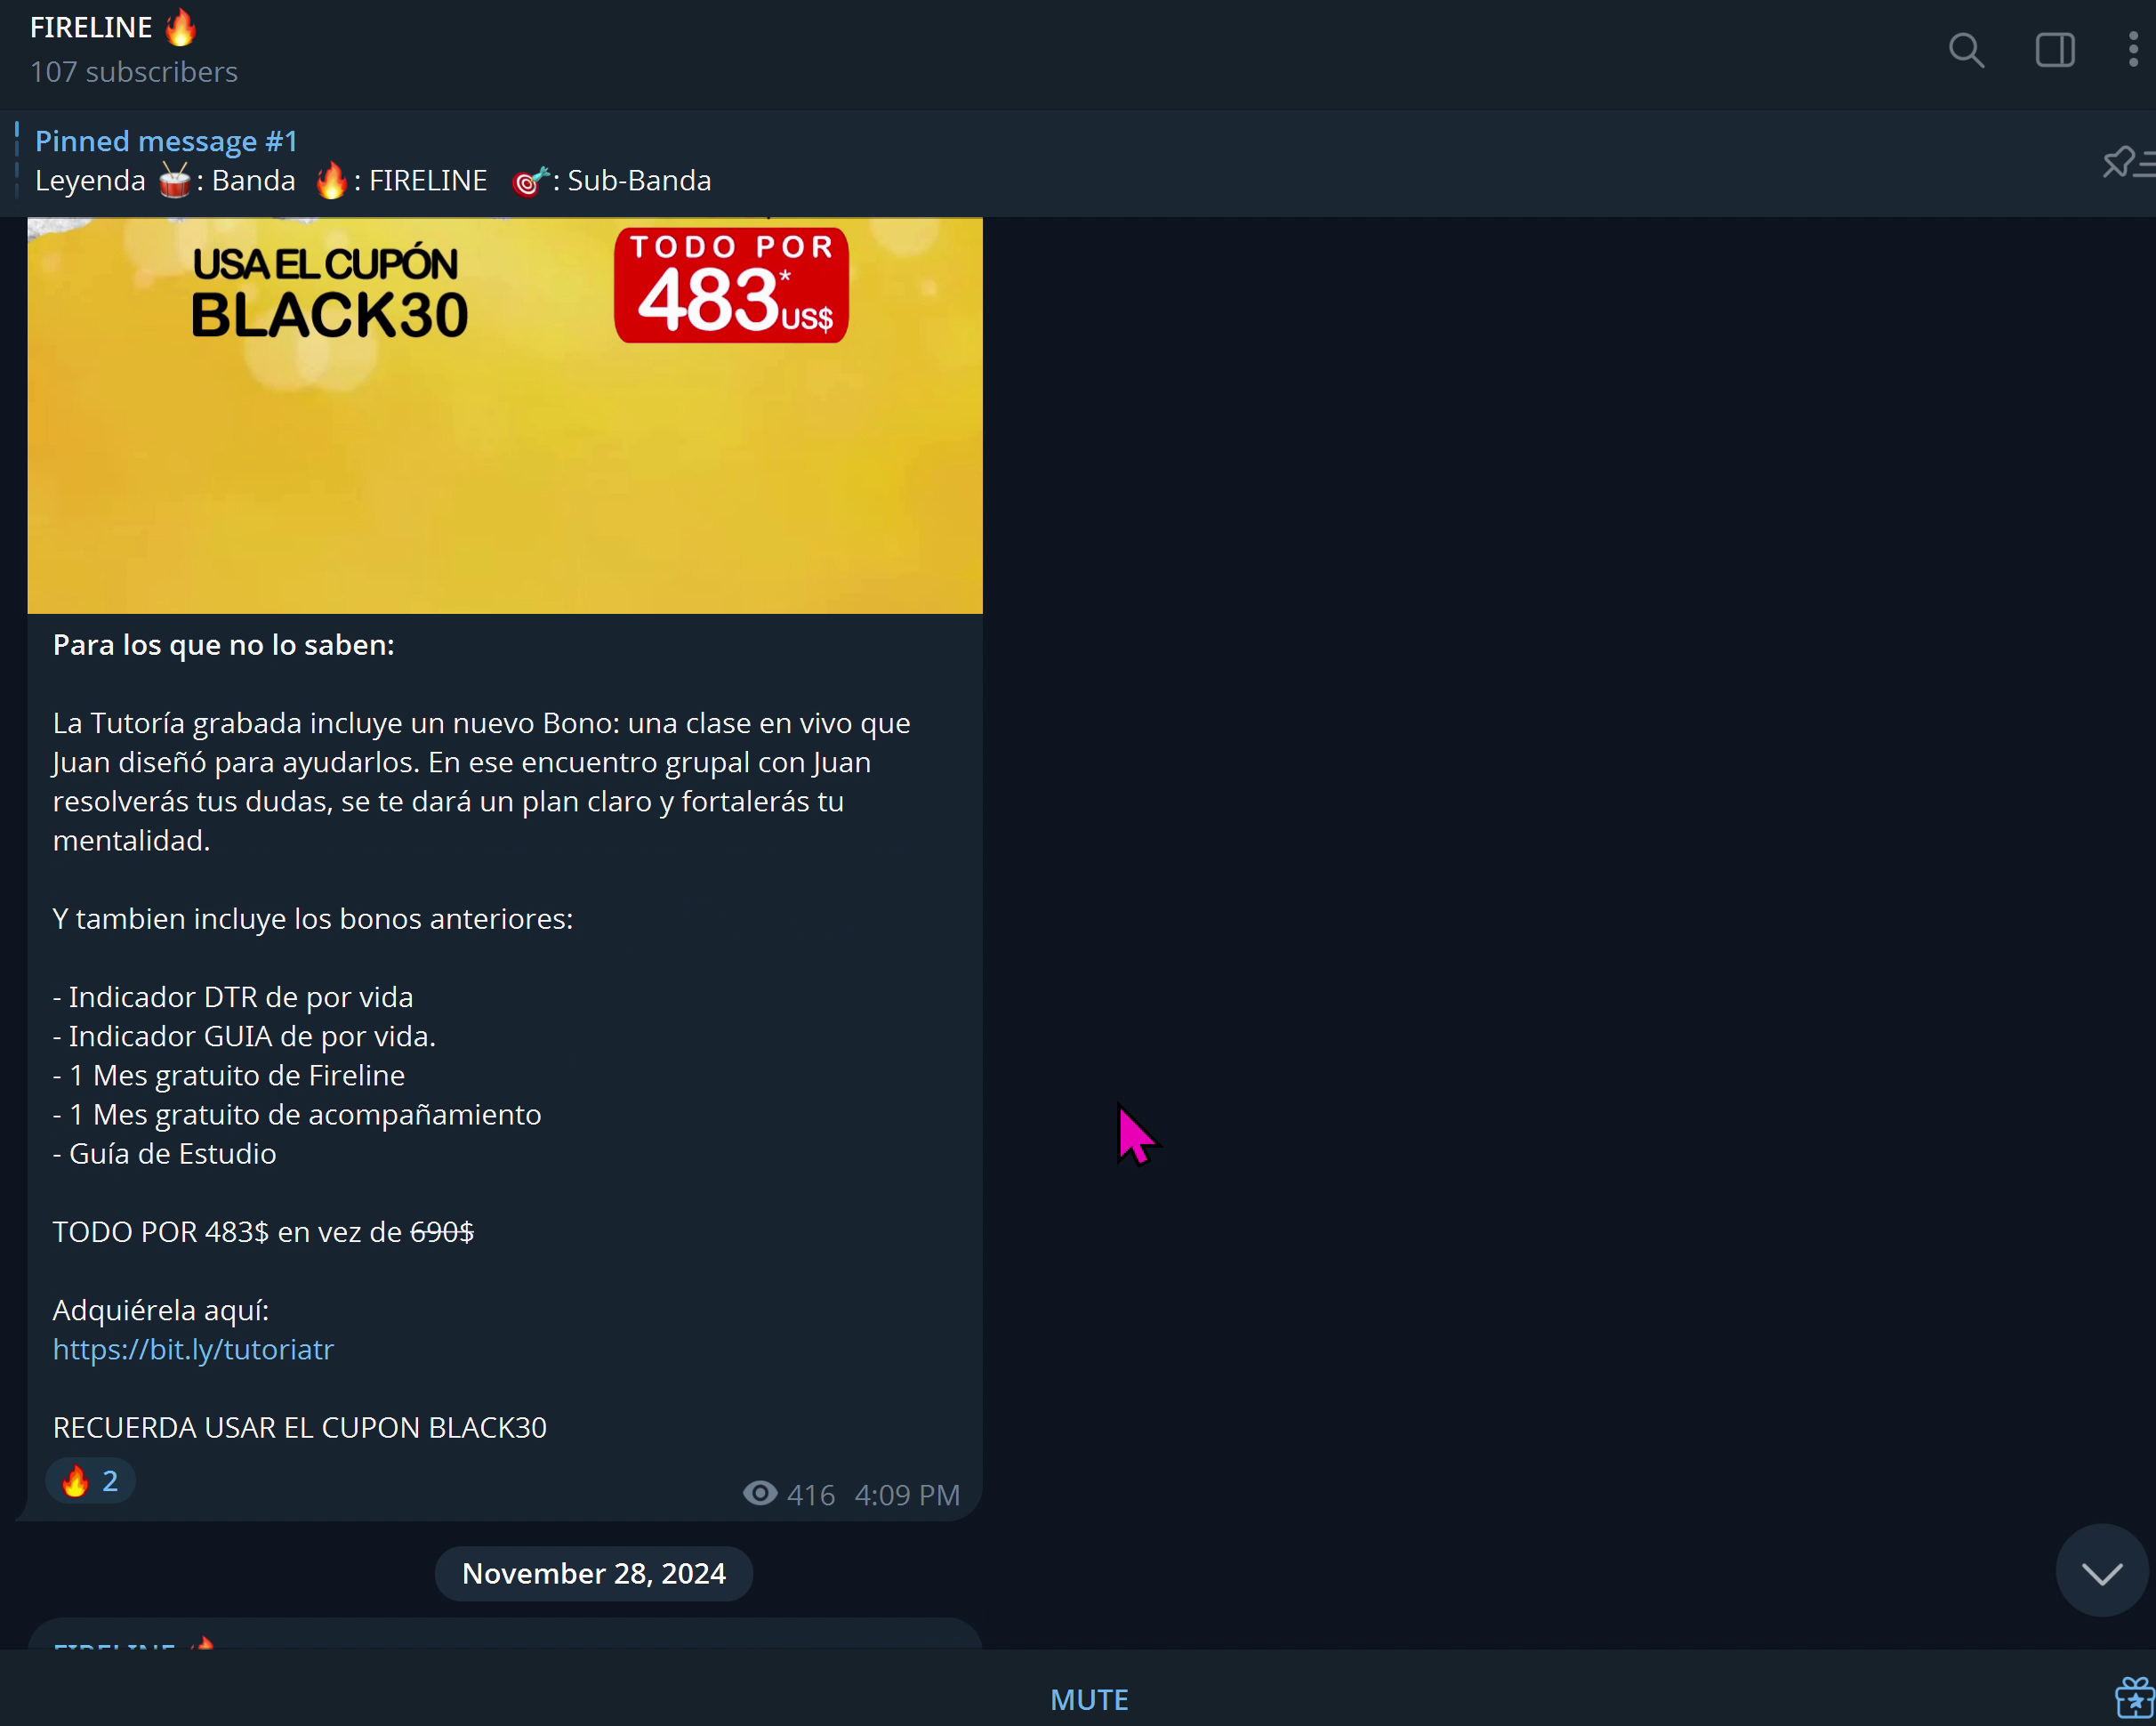 FIRELINE 🔥
107 subscribers
Pinned message #1
Leyenda 🥁: Banda 🔥: FIRELINE 🎯: Sub-Banda
USA EL CUPÓN
BLACK30
TODO POR
483*US$
Para los que no lo saben:
La Tutoría grabada incluye un nuevo Bono: una clase en vivo que
Juan diseñó para ayudarlos. En ese encuentro grupal con Juan
resolverás tus dudas, se te dará un plan claro y fortalerás tu
mentalidad.
Y tambien incluye los bonos anteriores:
- Indicador DTR de por vida
- Indicador GUIA de por vida.
- 1 Mes gratuito de Fireline
- 1 Mes gratuito de acompañamiento
- Guía de Estudio
TODO POR 483$ en vez de 690$
Adquiérela aquí:
https://bit.ly/tutoriatr
RECUERDA USAR EL CUPON BLACK30
🔥 2
416 4:09 PM
November 28, 2024
FIRELINE 🔥
MUTE